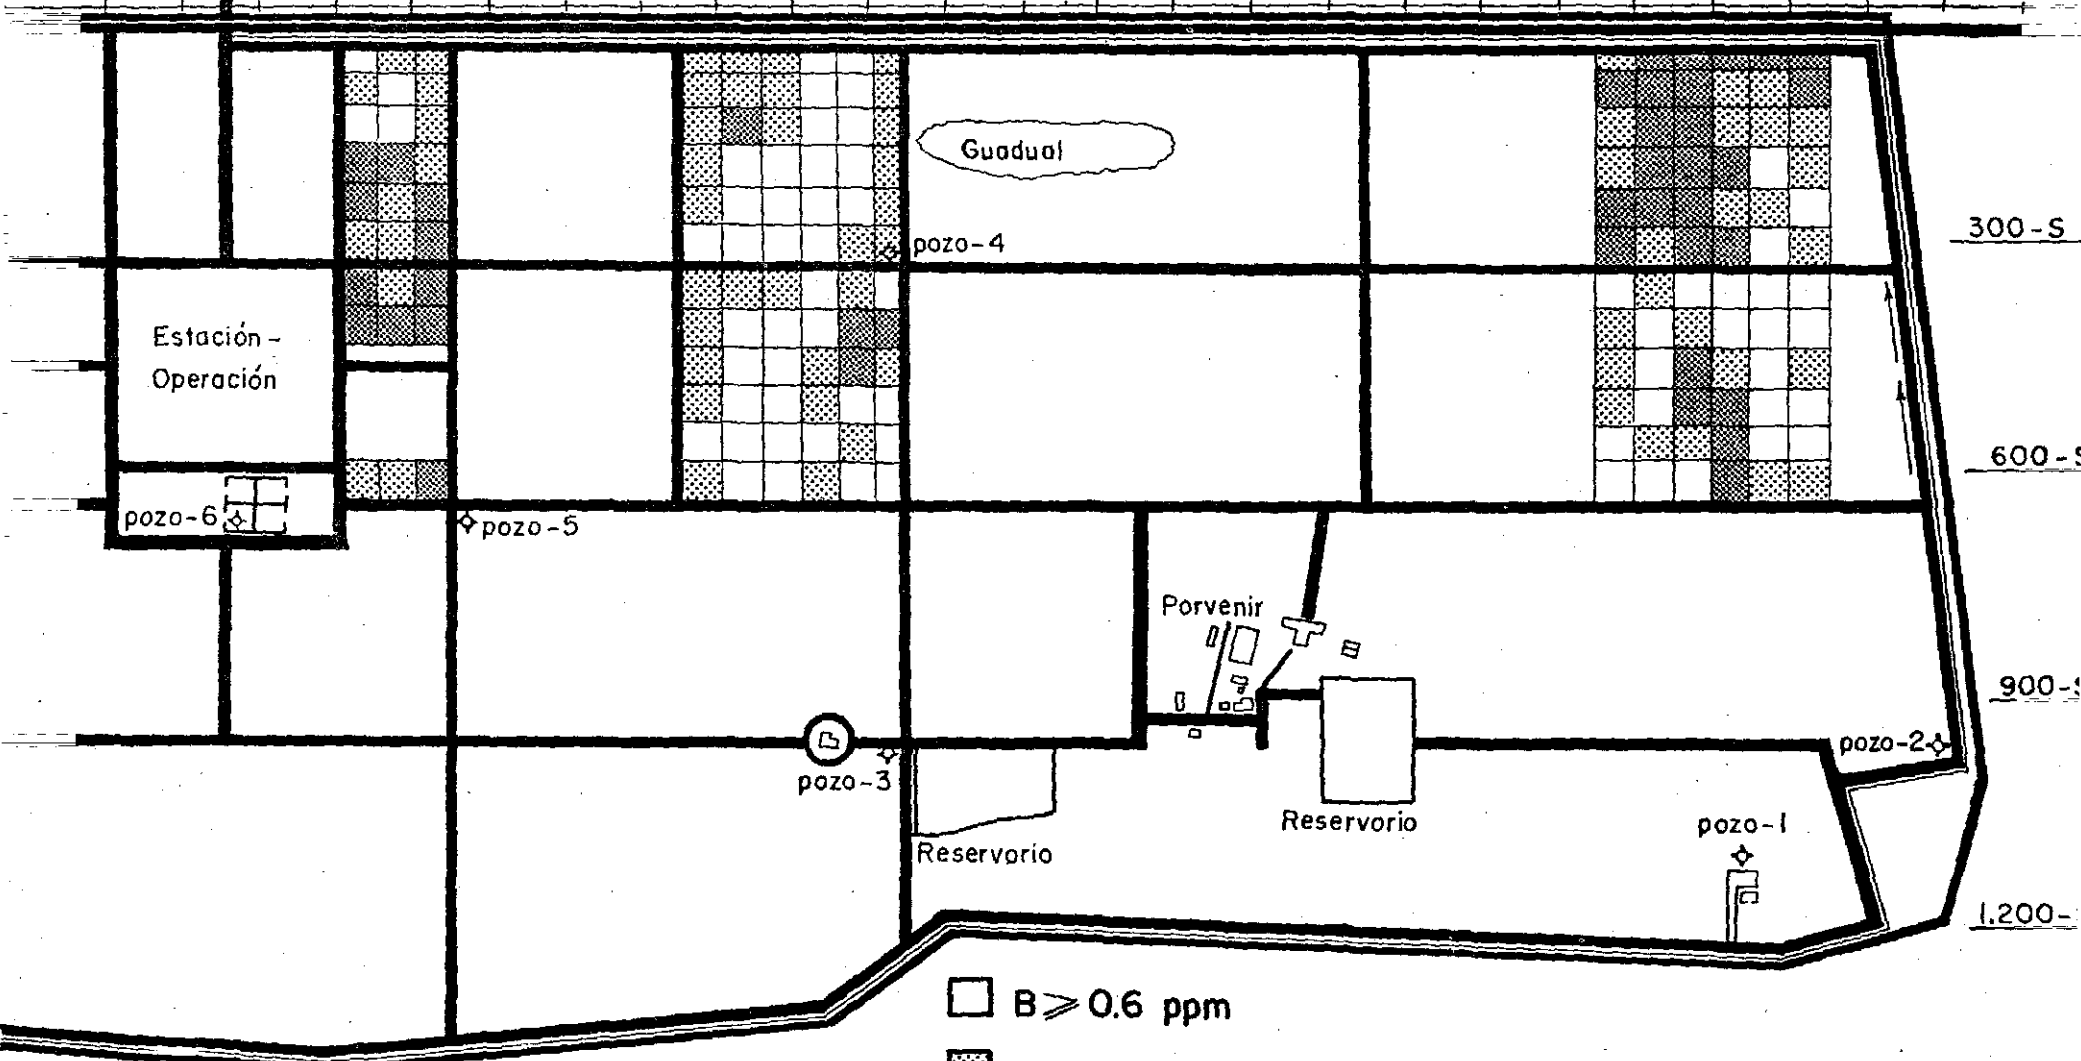 Guadual
300-S
pozo-4
Estación-
Operación
600-S
pozo-6
pozo-5
Porvenir
900-S
pozo-2
pozo-3
Reservorio
pozo-1
Reservorio
1.200-
B ⩾ 0.6 ppm